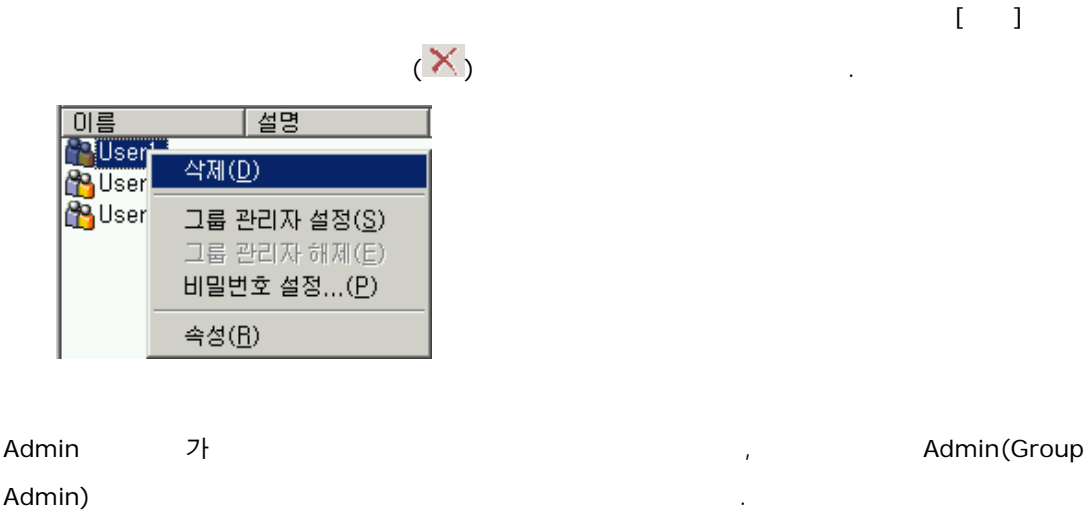 [ ]
( ) .
이름 설명
User1
삭제(D)
User
User
그룹 관리자 설정(S)
그룹 관리자 해제(E)
비밀번호 설정...(P)
속성(R)
Admin 가 , Admin(Group
Admin) .